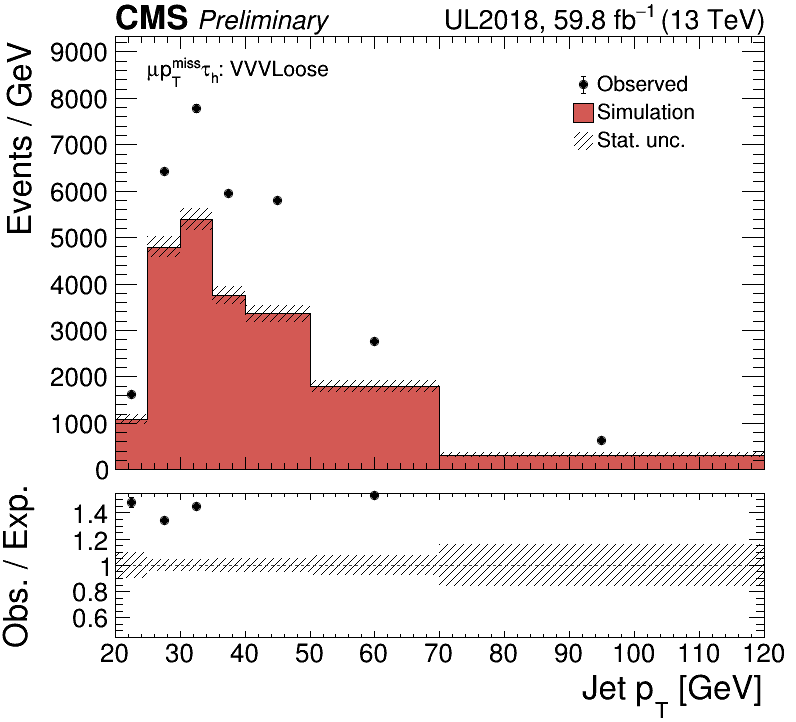 CMS Preliminary UL2018, 59.8 fb⁻¹ (13 TeV)
Events / GeV
9000
8000
7000
6000
5000
4000
3000
2000
1000
0
μp_T^miss τ_h: VVVLoose
Observed
Simulation
Stat. unc.
Obs. / Exp.
1.4
1.2
1
0.8
0.6
20 30 40 50 60 70 80 90 100 110 120
Jet p_T [GeV]